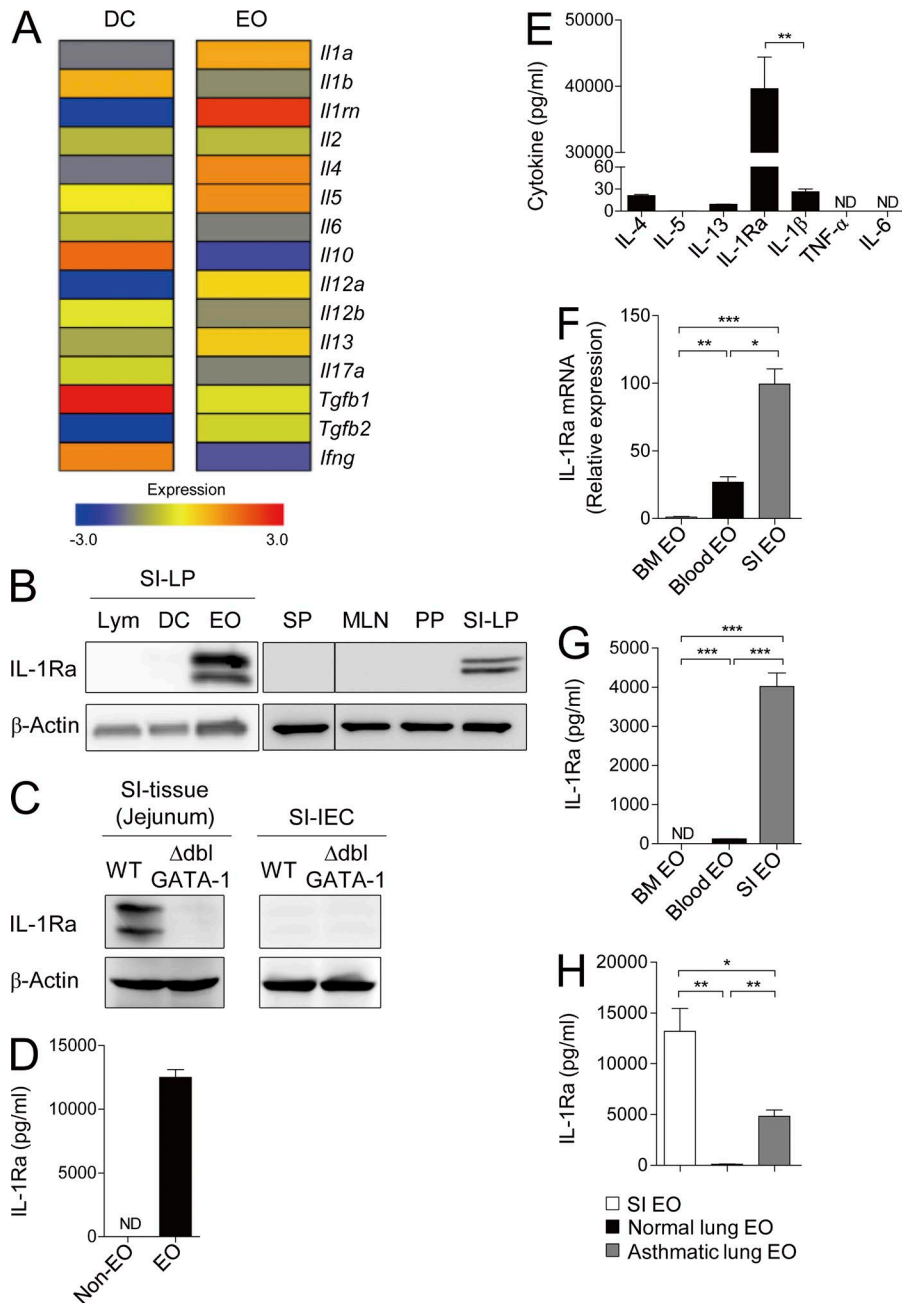 A
DC EO
Il1a
Il1b
Il1rn
Il2
Il4
Il5
Il6
Il10
Il12a
Il12b
Il13
Il17a
Tgfb1
Tgfb2
Ifng
Expression
-3.0 3.0
B
SI-LP
Lym DC EO SP MLN PP SI-LP
IL-1Ra
β-Actin
C
SI-tissue
(Jejunum)
SI-IEC
WT Δdbl
GATA-1
WT Δdbl
GATA-1
IL-1Ra
β-Actin
D
IL-1Ra (pg/ml)
15000
10000
5000
0
ND
Non-EO EO
E
Cytokine (pg/ml)
50000
40000
30000
60
30
0
**
ND ND
IL-4 IL-5 IL-13 IL-1Ra IL-1β TNF-α IL-6
F
IL-1Ra mRNA
(Relative expression)
150
100
50
0
***
** *
BM EO Blood EO SI EO
G
IL-1Ra (pg/ml)
5000
4000
3000
2000
1000
0
***
*** ***
ND
BM EO Blood EO SI EO
H
IL-1Ra (pg/ml)
20000
15000
10000
5000
0
*
** **
SI EO
Normal lung EO
Asthmatic lung EO